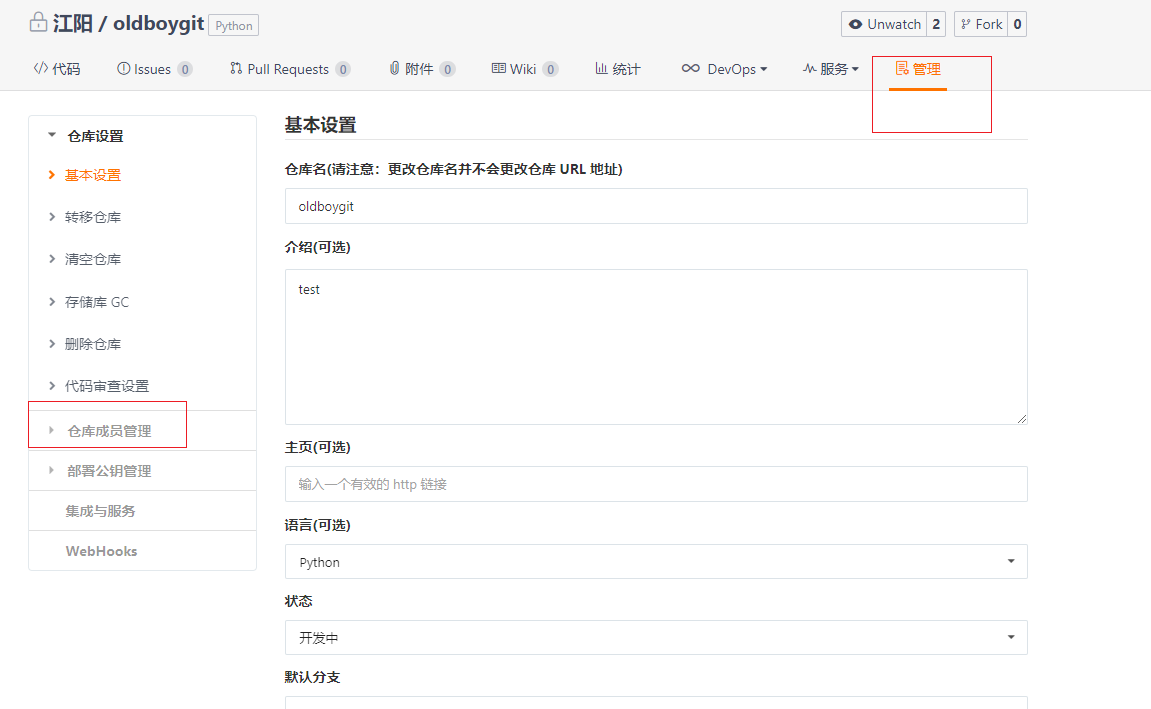 江阳 / oldboygit Python
Unwatch 2 Fork 0
代码 Issues 0 Pull Requests 0 附件 0 Wiki 0 统计 DevOps 服务 管理
仓库设置
基本设置
转移仓库
清空仓库
存储库 GC
删除仓库
代码审查设置
仓库成员管理
部署公钥管理
集成与服务
WebHooks
基本设置
仓库名(请注意：更改仓库名并不会更改仓库 URL 地址)
oldboygit
介绍(可选)
test
主页(可选)
输入一个有效的 http 链接
语言(可选)
Python
状态
开发中
默认分支